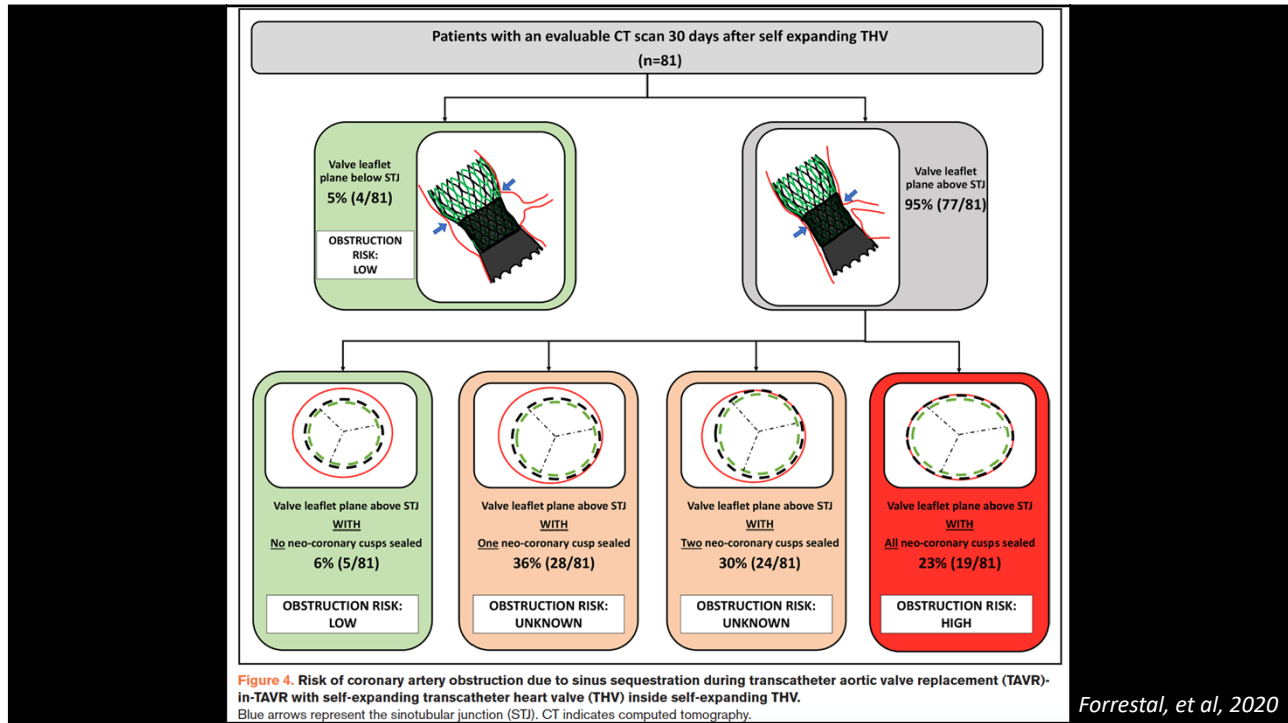 Patients with an evaluable CT scan 30 days after self expanding THV
(n=81)
Valve leaflet
plane below STJ
5% (4/81)
OBSTRUCTION
RISK:
LOW
Valve leaflet
plane above STJ
95% (77/81)
Valve leaflet plane above STJ
WITH
No neo-coronary cusps sealed
6% (5/81)
OBSTRUCTION RISK:
LOW
Valve leaflet plane above STJ
WITH
One neo-coronary cusp sealed
36% (28/81)
OBSTRUCTION RISK:
UNKNOWN
Valve leaflet plane above STJ
WITH
Two neo-coronary cusps sealed
30% (24/81)
OBSTRUCTION RISK:
UNKNOWN
Valve leaflet plane above STJ
WITH
All neo-coronary cusps sealed
23% (19/81)
OBSTRUCTION RISK:
HIGH
Figure 4. Risk of coronary artery obstruction due to sinus sequestration during transcatheter aortic valve replacement (TAVR)-
in-TAVR with self-expanding transcatheter heart valve (THV) inside self-expanding THV.
Blue arrows represent the sinotubular junction (STJ). CT indicates computed tomography.
Forrestal, et al, 2020